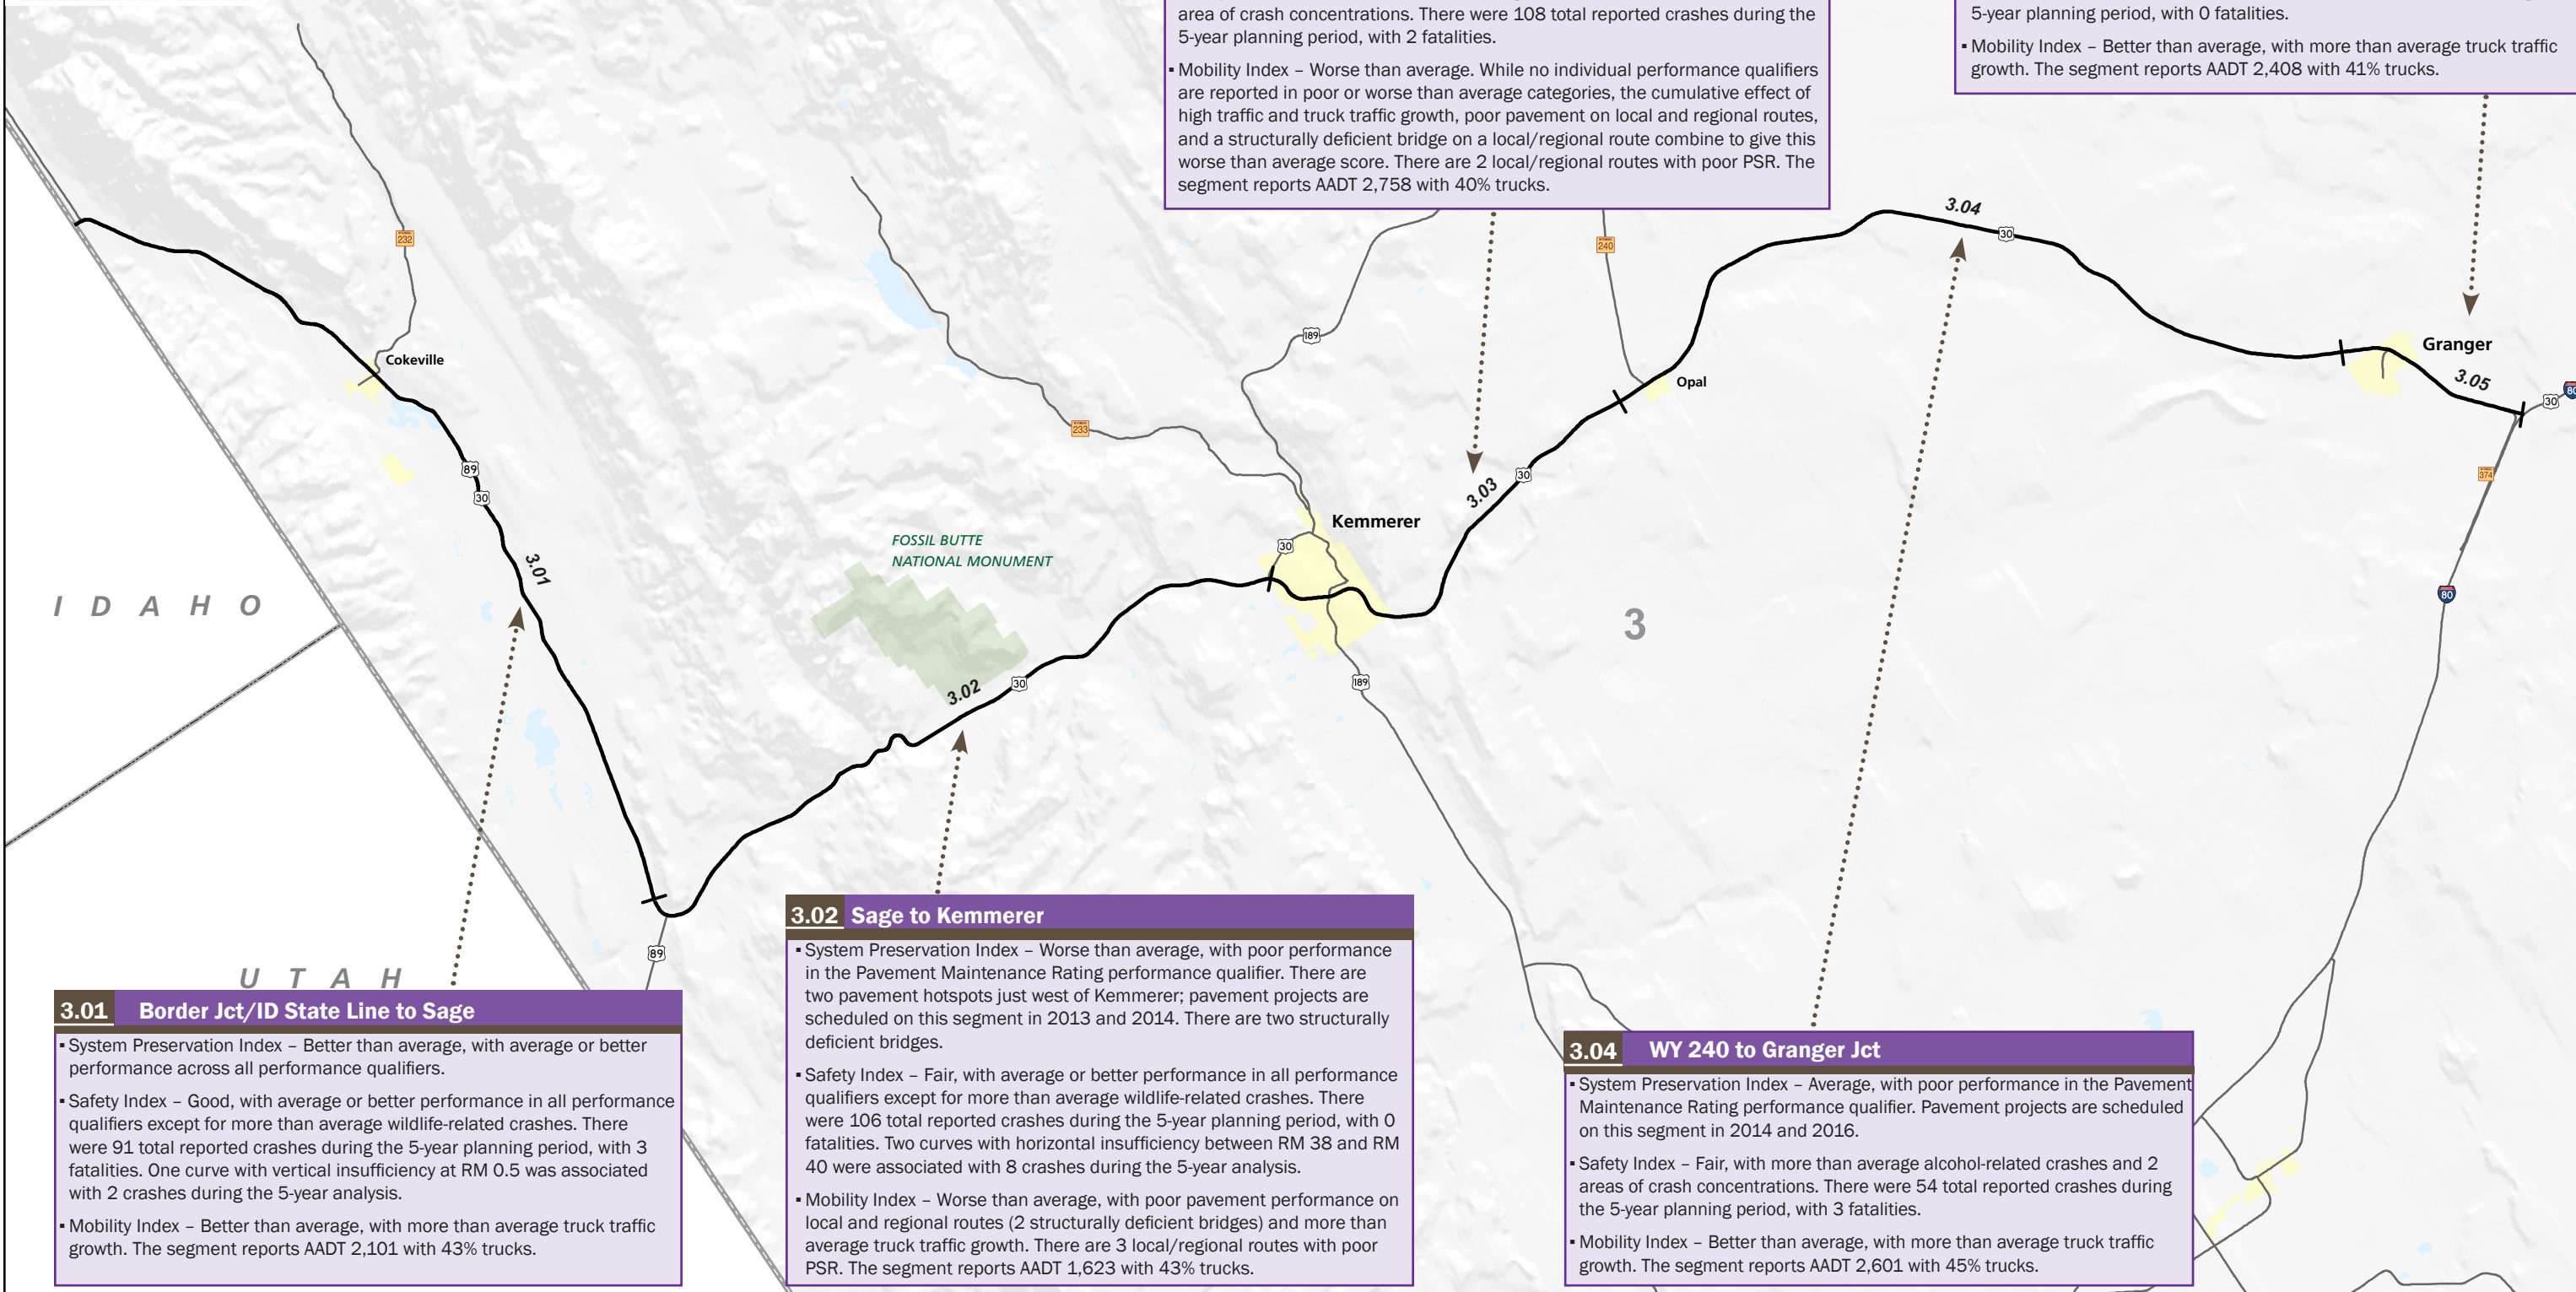 area of crash concentrations. There were 108 total reported crashes during the
5-year planning period, with 2 fatalities.
▪ Mobility Index – Worse than average. While no individual performance qualifiers
are reported in poor or worse than average categories, the cumulative effect of
high traffic and truck traffic growth, poor pavement on local and regional routes,
and a structurally deficient bridge on a local/regional route combine to give this
worse than average score. There are 2 local/regional routes with poor PSR. The
segment reports AADT 2,758 with 40% trucks.
5-year planning period, with 0 fatalities.
▪ Mobility Index – Better than average, with more than average truck traffic
growth. The segment reports AADT 2,408 with 41% trucks.
3.04
30
232
240
189
Cokeville
Granger
Opal
3.05
30
80
233
89
30
3.03
30
374
Kemmerer
FOSSIL BUTTE
NATIONAL MONUMENT
30
3.01
80
IDAHO
3
3.02
30
189
89
UTAH
3.01 Border Jct/ID State Line to Sage
▪ System Preservation Index – Better than average, with average or better
performance across all performance qualifiers.
▪ Safety Index – Good, with average or better performance in all performance
qualifiers except for more than average wildlife-related crashes. There
were 91 total reported crashes during the 5-year planning period, with 3
fatalities. One curve with vertical insufficiency at RM 0.5 was associated
with 2 crashes during the 5-year analysis.
▪ Mobility Index – Better than average, with more than average truck traffic
growth. The segment reports AADT 2,101 with 43% trucks.
3.02 Sage to Kemmerer
▪ System Preservation Index – Worse than average, with poor performance
in the Pavement Maintenance Rating performance qualifier. There are
two pavement hotspots just west of Kemmerer; pavement projects are
scheduled on this segment in 2013 and 2014. There are two structurally
deficient bridges.
▪ Safety Index – Fair, with average or better performance in all performance
qualifiers except for more than average wildlife-related crashes. There
were 106 total reported crashes during the 5-year planning period, with 0
fatalities. Two curves with horizontal insufficiency between RM 38 and RM
40 were associated with 8 crashes during the 5-year analysis.
▪ Mobility Index – Worse than average, with poor pavement performance on
local and regional routes (2 structurally deficient bridges) and more than
average truck traffic growth. There are 3 local/regional routes with poor
PSR. The segment reports AADT 1,623 with 43% trucks.
3.04 WY 240 to Granger Jct
▪ System Preservation Index – Average, with poor performance in the Pavement
Maintenance Rating performance qualifier. Pavement projects are scheduled
on this segment in 2014 and 2016.
▪ Safety Index – Fair, with more than average alcohol-related crashes and 2
areas of crash concentrations. There were 54 total reported crashes during
the 5-year planning period, with 3 fatalities.
▪ Mobility Index – Better than average, with more than average truck traffic
growth. The segment reports AADT 2,601 with 45% trucks.